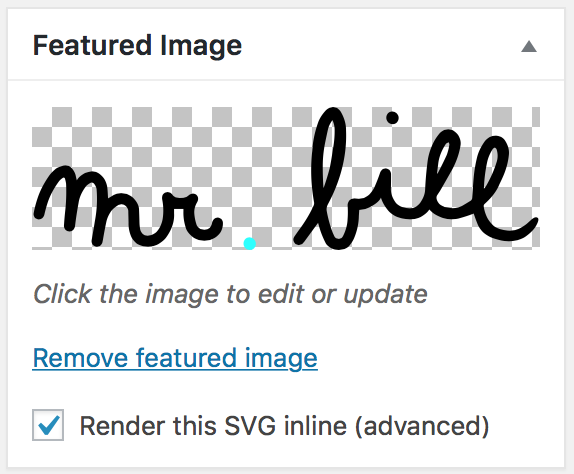 Featured Image
mr. bill
Click the image to edit or update
Remove featured image
Render this SVG inline (advanced)